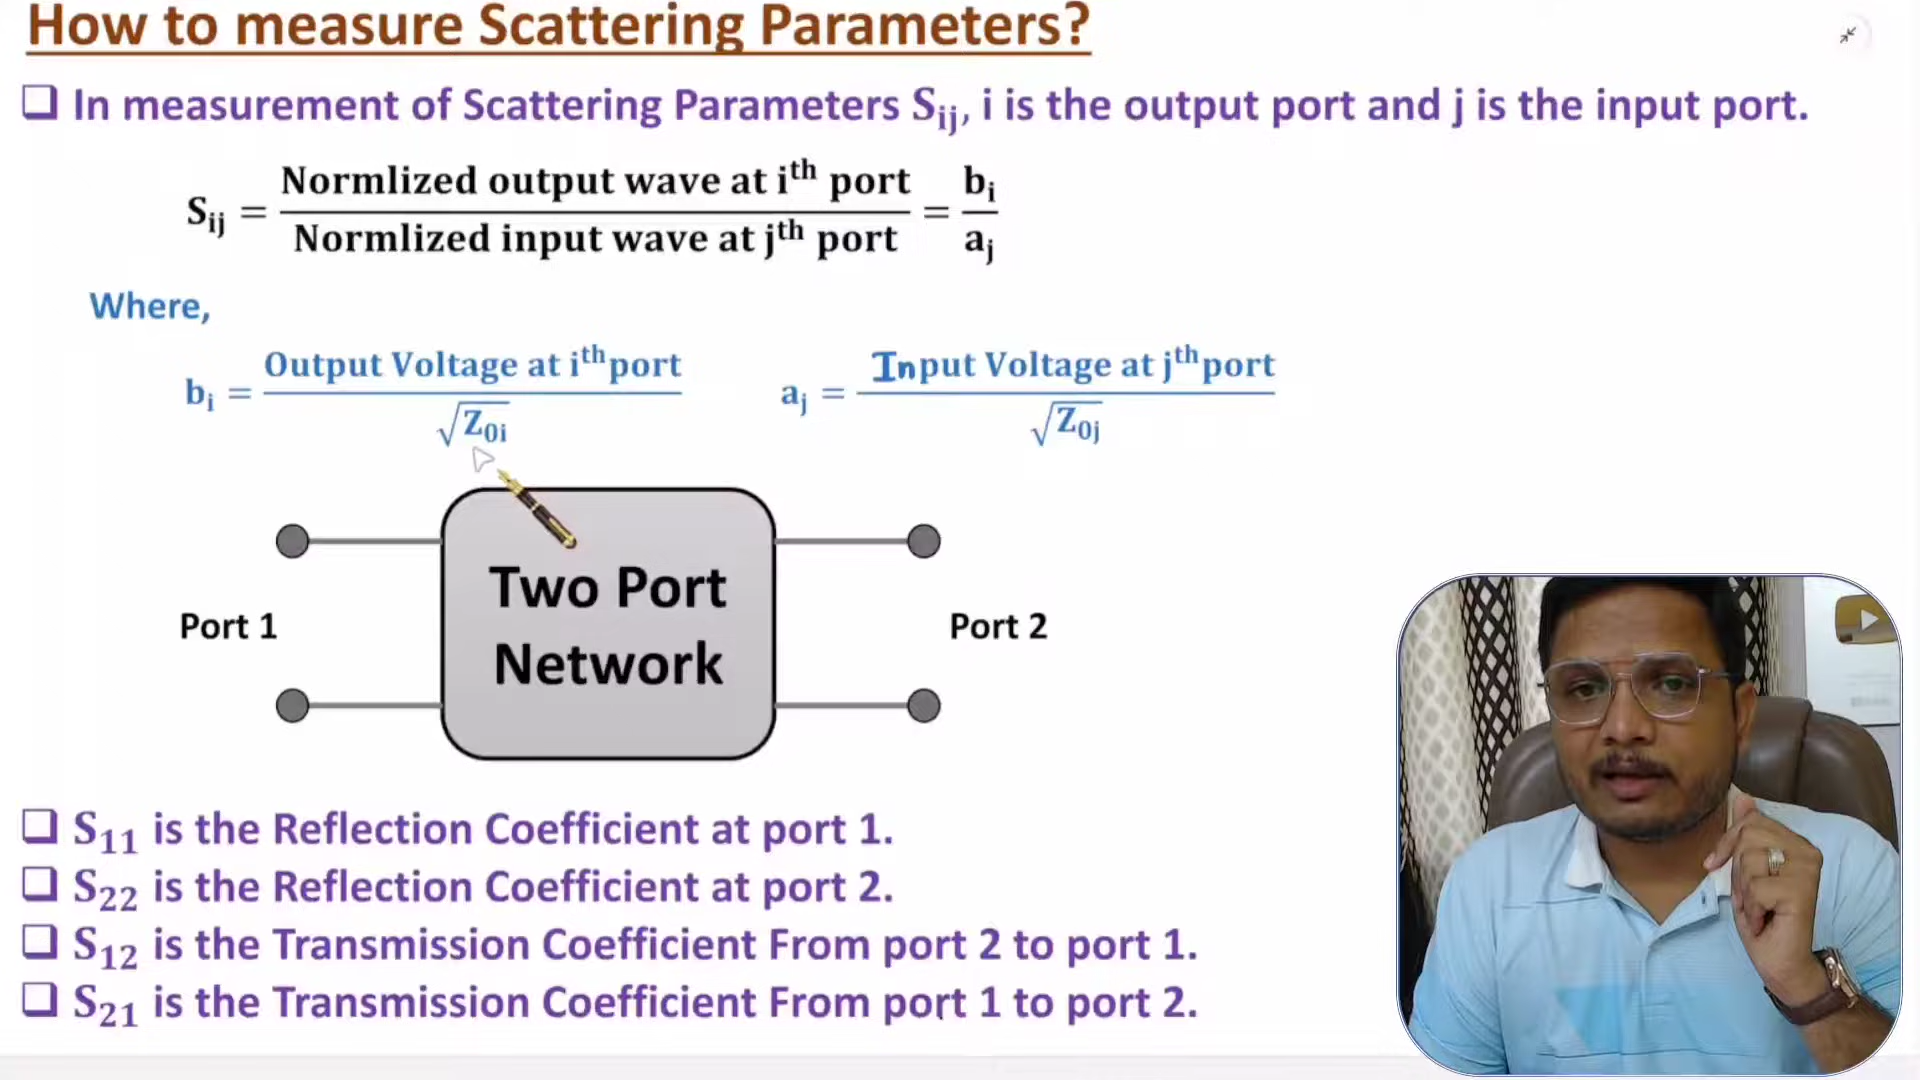 How to measure Scattering Parameters?
In measurement of Scattering Parameters Sij, i is the output port and j is the input port.
Sij = Normlized output wave at ith port / Normlized input wave at jth port = bi / aj
Where,
bi = Output Voltage at ith port / √Z0i
aj = Input Voltage at jth port / √Z0j
Two Port
Network
Port 1
Port 2
S11 is the Reflection Coefficient at port 1.
S22 is the Reflection Coefficient at port 2.
S12 is the Transmission Coefficient From port 2 to port 1.
S21 is the Transmission Coefficient From port 1 to port 2.